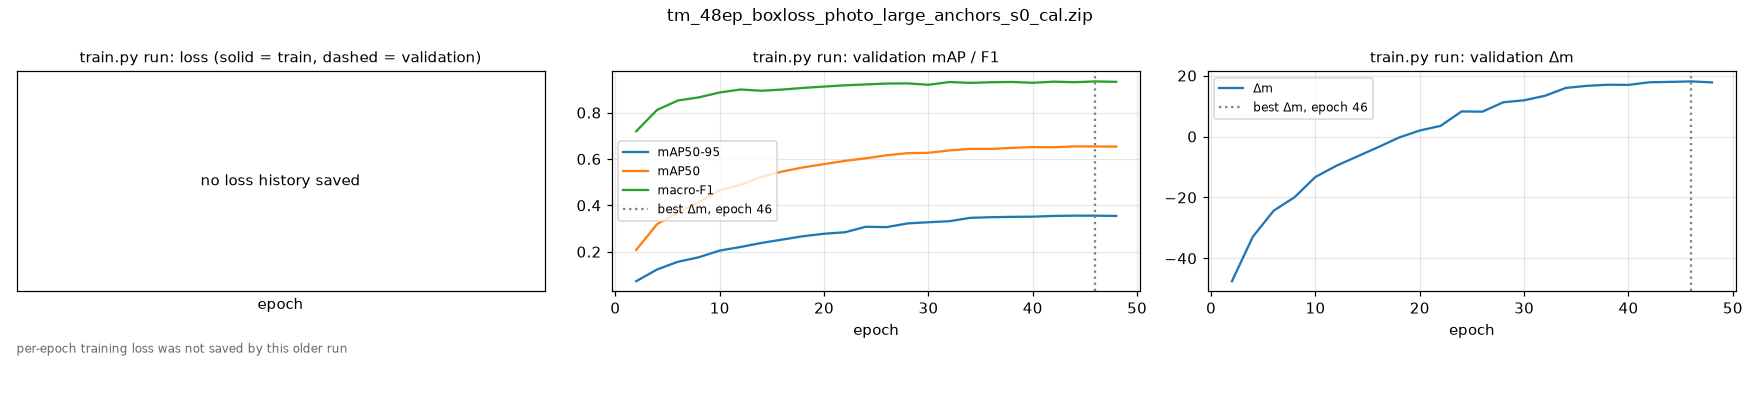 tm_48ep_boxloss_photo_large_anchors_s0_cal.zip
train.py run: loss (solid = train, dashed = validation)
no loss history saved
epoch
per-epoch training loss was not saved by this older run
train.py run: validation mAP / F1
0.8
0.6
0.4
0.2
mAP50-95
mAP50
macro-F1
best Δm, epoch 46
0 10 20 30 40 50
epoch
train.py run: validation Δm
20
0
−20
−40
Δm
best Δm, epoch 46
0 10 20 30 40 50
epoch